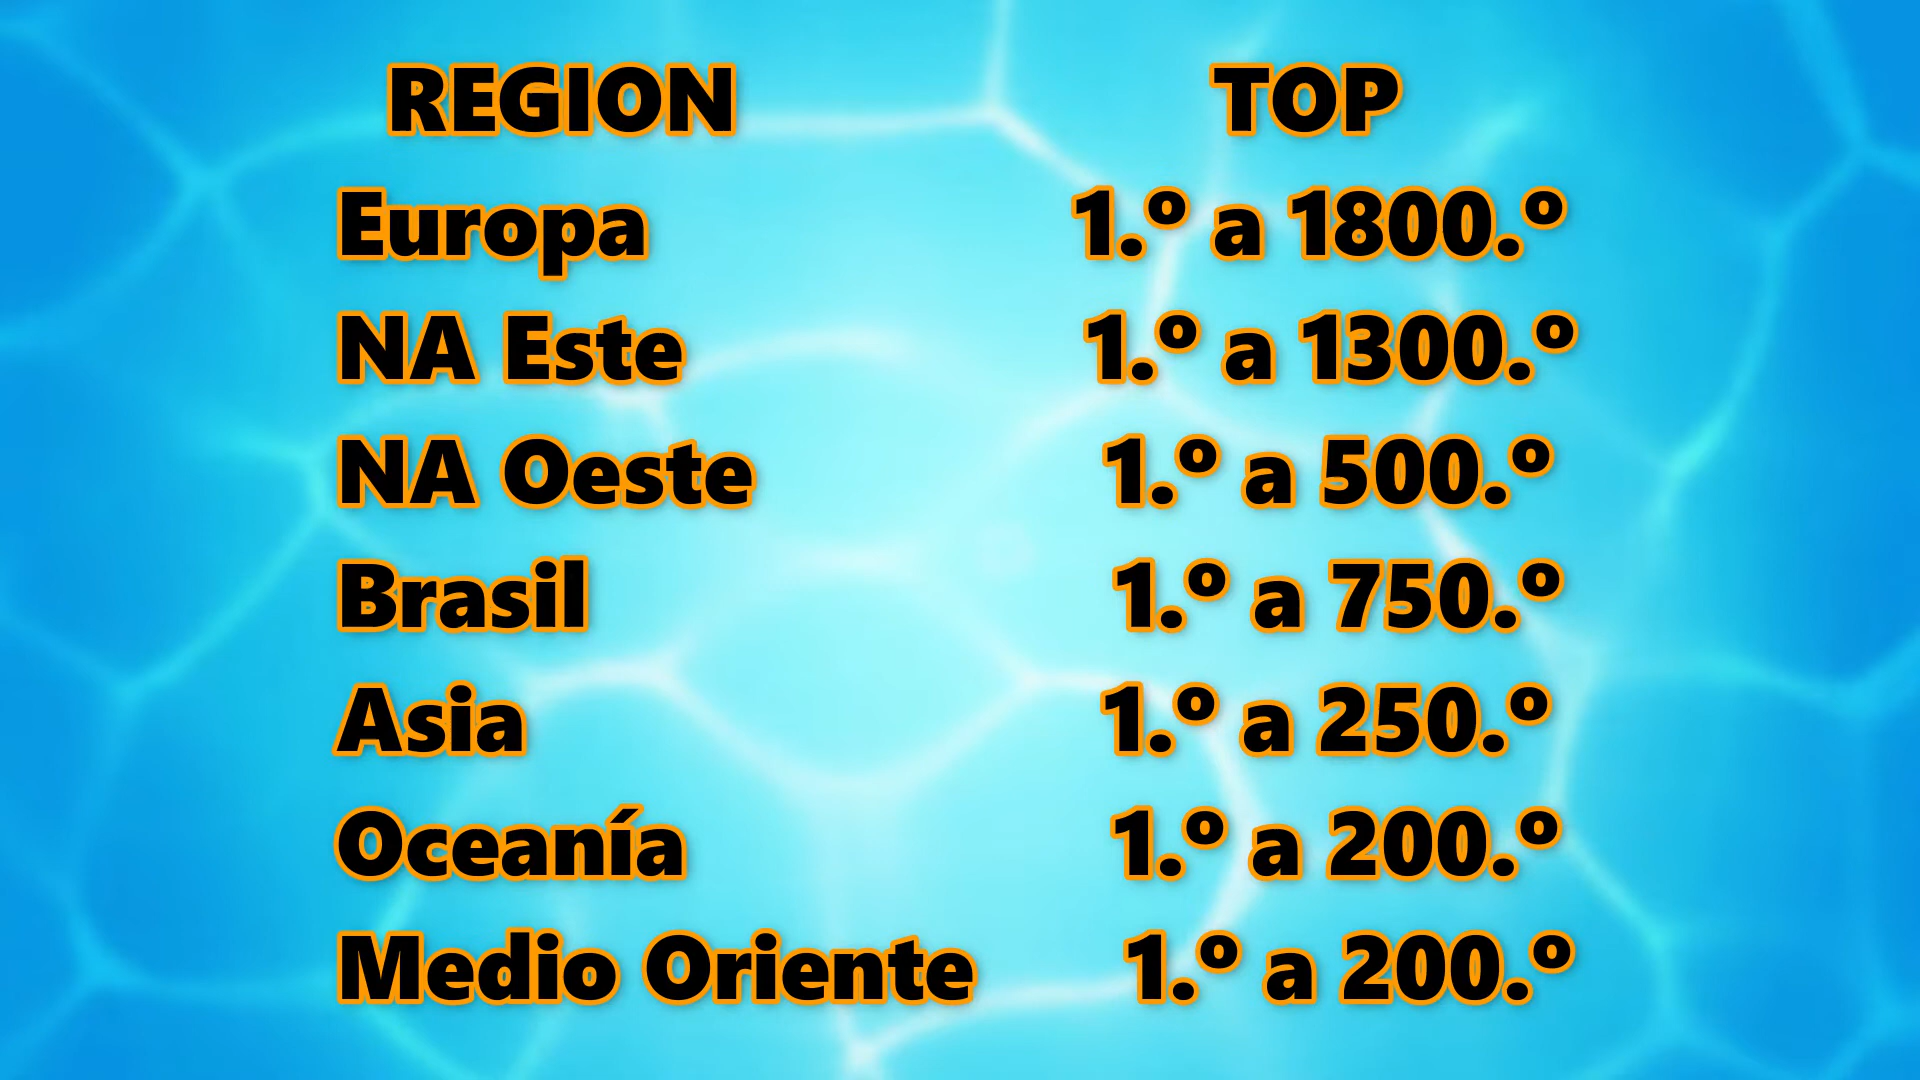 REGION TOP
Europa 1.º a 1800.º
NA Este 1.º a 1300.º
NA Oeste 1.º a 500.º
Brasil 1.º a 750.º
Asia 1.º a 250.º
Oceanía 1.º a 200.º
Medio Oriente 1.º a 200.º